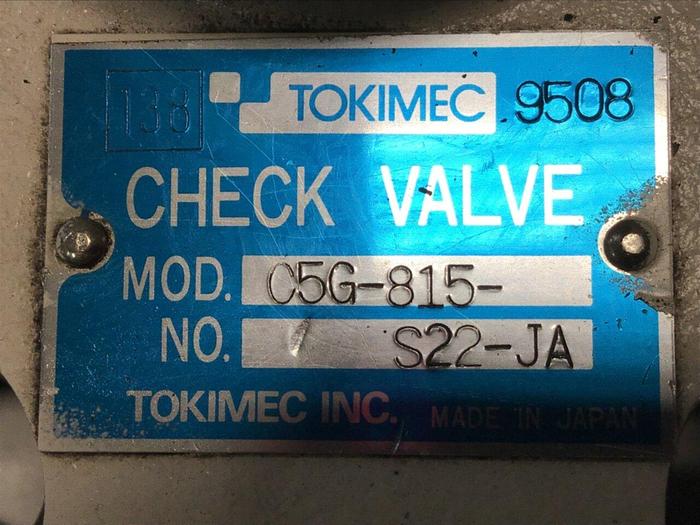 138 TOKIMEC .9508
CHECK VALVE
MOD. C5G-815-
NO. S22-JA
TOKIMEC INC. MADE IN JAPAN